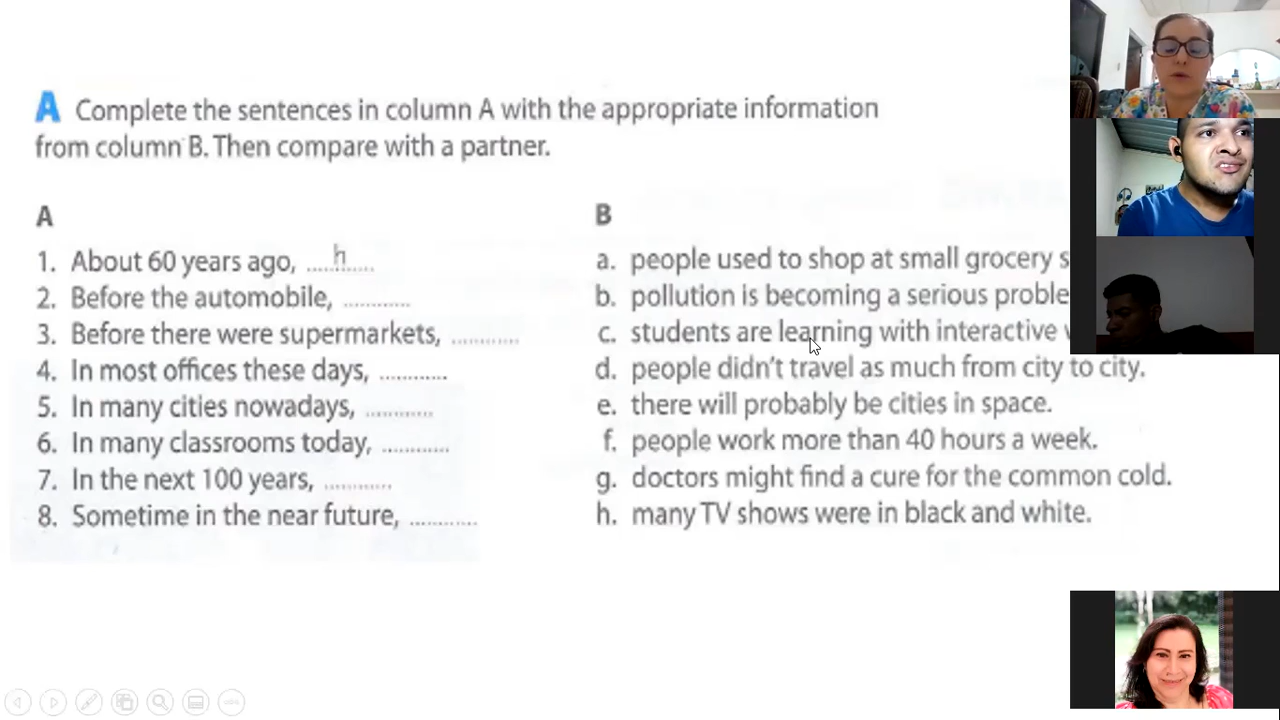 A Complete the sentences in column A with the appropriate information
from column B. Then compare with a partner.
A
1. About 60 years ago, ....h....
2. Before the automobile, ...........
3. Before there were supermarkets, ...........
4. In most offices these days, ...........
5. In many cities nowadays, ...........
6. In many classrooms today, ...........
7. In the next 100 years, ...........
8. Sometime in the near future, ...........
B
a. people used to shop at small grocery
b. pollution is becoming a serious
c. students are learning with interactive
d. people didn't travel as much from city to city.
e. there will probably be cities in space.
f. people work more than 40 hours a week.
g. doctors might find a cure for the common cold.
h. many TV shows were in black and white.